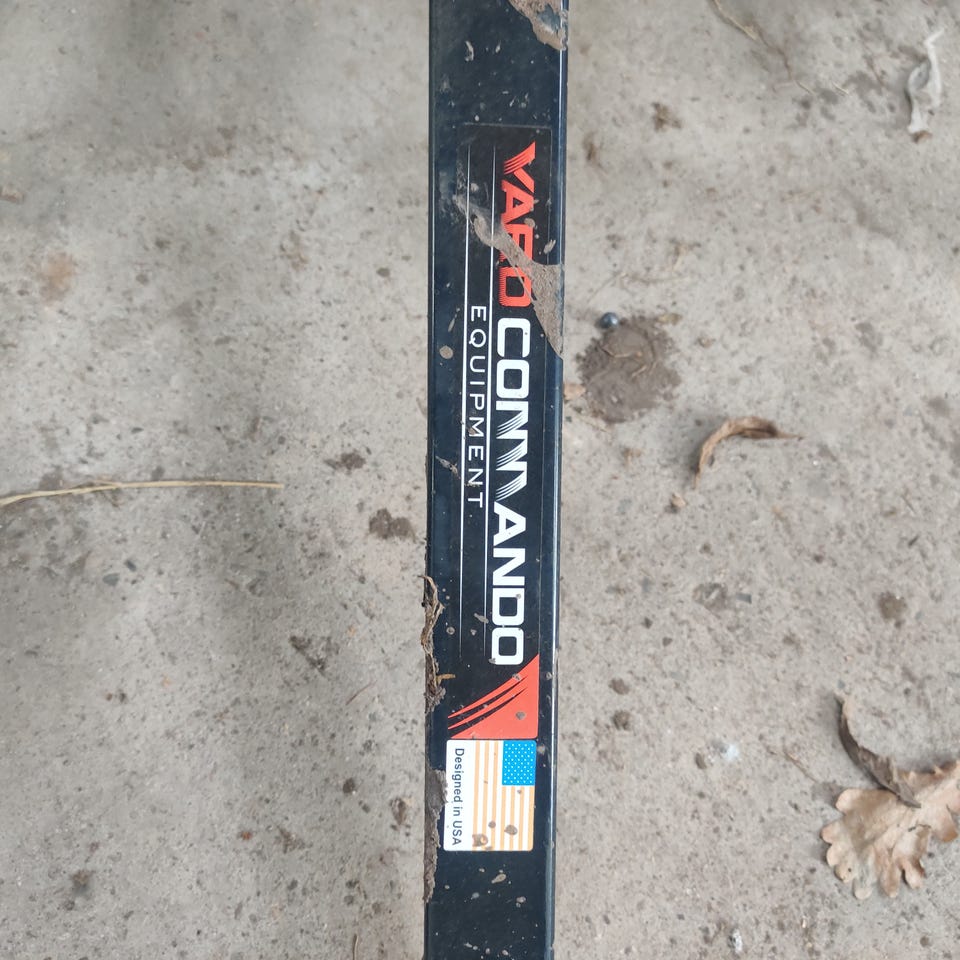 YARD COMMANDO
EQUIPMENT
Designed in USA